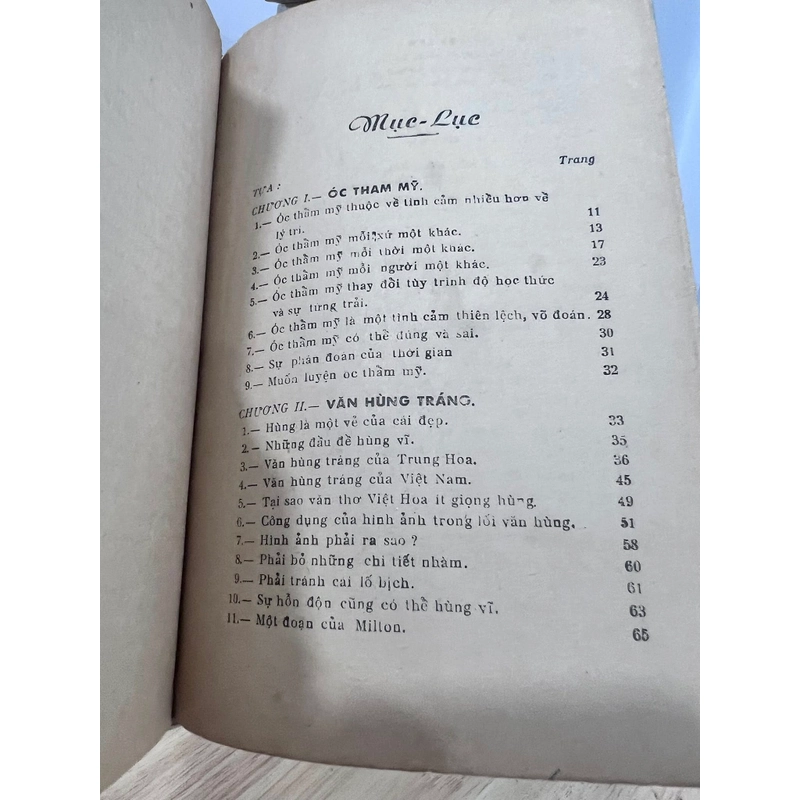 Mục-Lục
Trang
TỰA :
CHƯƠNG I.— ÓC THẨM MỸ.
1.— Óc thẩm mỹ thuộc về tình cảm nhiều hơn về
lý trí. 11
2.— Óc thẩm mỹ mỗi xứ một khác. 13
3.— Óc thẩm mỹ mỗi thời một khác. 17
4.— Óc thẩm mỹ mỗi người một khác. 23
5.— Óc thẩm mỹ thay đổi tùy trình độ học thức
và sự từng trải. 24
6.— Óc thẩm mỹ là một tình cảm thiên lệch, võ đoán. 28
7.— Óc thẩm mỹ có thể đúng và sai. 30
8.— Sự phán đoán của thời gian 31
9.— Muốn luyện óc thẩm mỹ. 32
CHƯƠNG II.— VĂN HÙNG TRÁNG.
1.— Hùng là một vẻ của cái đẹp. 33
2.— Những đầu đề hùng vĩ. 35
3.— Văn hùng tráng của Trung Hoa. 36
4.— Văn hùng tráng của Việt Nam. 45
5.— Tại sao văn thơ Việt Hoa ít giọng hùng. 49
6.— Công dụng của hình ảnh trong lối văn hùng. 51
7.— Hình ảnh phải ra sao ? 58
8.— Phải bỏ những chi tiết nhàm. 60
9.— Phải tránh cái lố bịch. 61
10.— Sự hỗn độn cũng có thể hùng vĩ. 63
11.— Một đoạn của Milton. 65